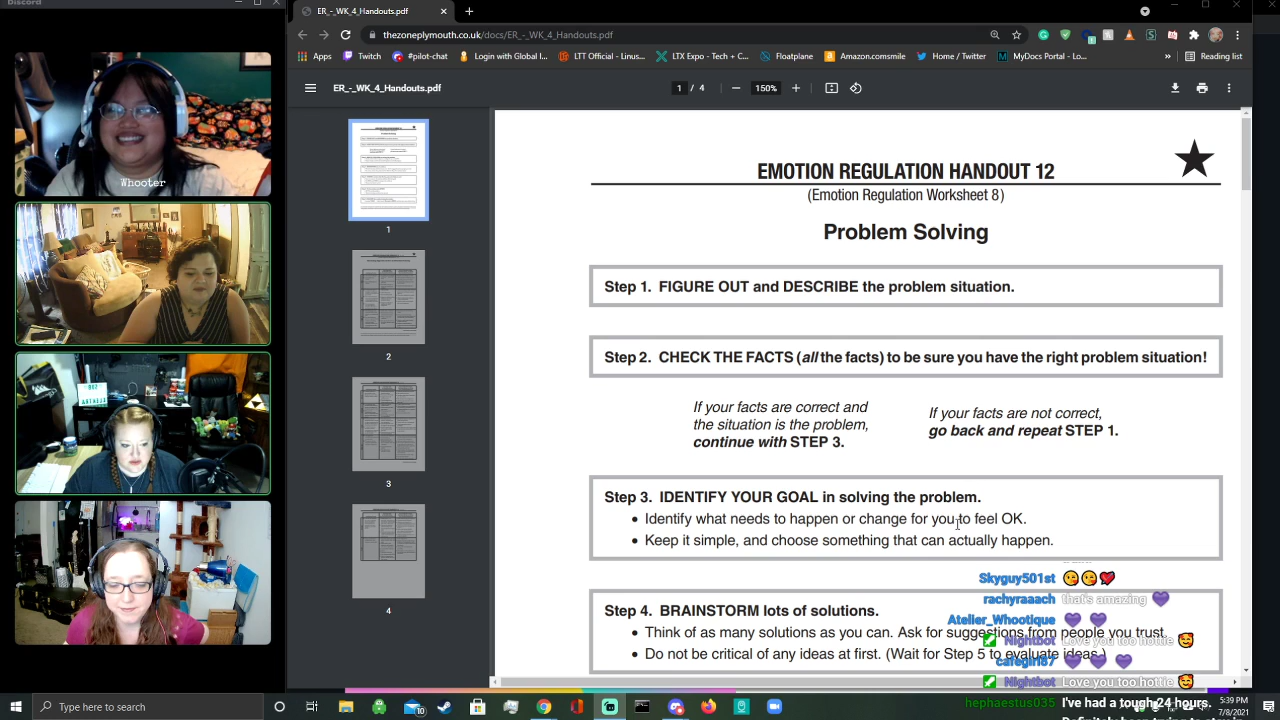 Discord
Whooter
ER_-_WK_4_Handouts.pdf
thezoneplymouth.co.uk/docs/ER_-_WK_4_Handouts.pdf
Apps
Twitch
#pilot-chat
Login with Global...
LTT Official - Linus...
Person - Tech + C...
Floatplane
Amazon.comsmile
Home / Twitter
MyDocs Portal - Lo...
»
Reading list
ER_-_WK_4_Handouts.pdf
1 / 4
150%
1
2
3
4
EMOTION REGULATION HANDOUT 12
Emotion Regulation Worksheet 8)
Problem Solving
Step 1. FIGURE OUT and DESCRIBE the problem situation.
Step 2. CHECK THE FACTS (all the facts) to be sure you have the right problem situation!
If your facts are correct and
the situation is the problem,
continue with STEP 3.
If your facts are not correct,
go back and repeat STEP 1.
Step 3. IDENTIFY YOUR GOAL in solving the problem.
• Identify what needs to happen or change for you to feel OK.
• Keep it simple, and choose something that can actually happen.
Step 4. BRAINSTORM lots of solutions.
• Think of as many solutions as you can. Ask for suggestions from people you trust.
• Do not be critical of any ideas at first. (Wait for Step 5 to evaluate ideas.)
Skyguy501st 😘😘❤️
rachyraaach that's amazing 💜
Atelier_Whootique 💜 💜
Nightbot Love you too hottie 🥰
cafegirl87 💜 💜 💜
Nightbot Love you too hottie 🥰
hephaestus035 I've had a tough 24 hours.
Type here to search
10
5:39 PM
7/8/2021